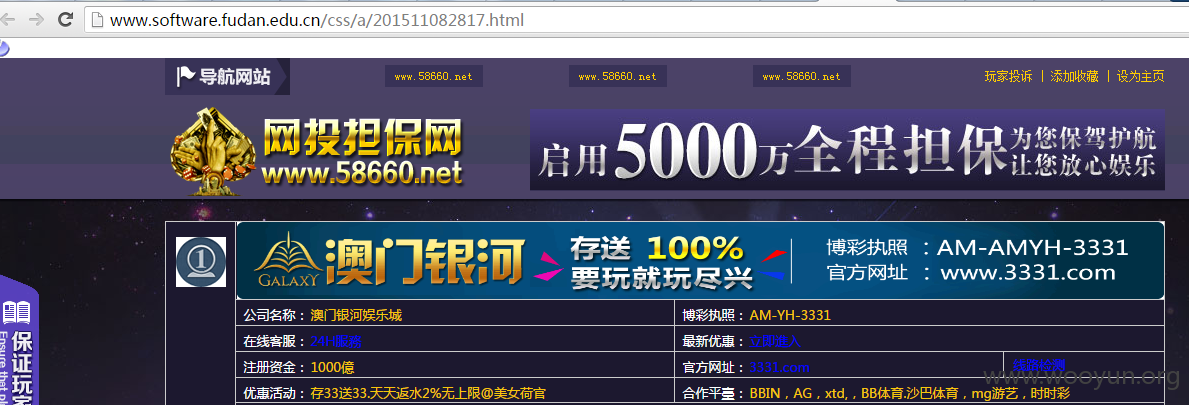 www.software.fudan.edu.cn/css/a/201511082817.html
导航网站 www.58660.net www.58660.net www.58660.net 玩家投诉 | 添加收藏 | 设为主页
网投担保网
www.58660.net
启用5000万全程担保 为您保驾护航
让您放心娱乐
1
GALAXY 澳门银河 存送 100% 博彩执照 :AM-AMYH-3331
要玩就玩尽兴 官方网址 :www.3331.com
公司名称: 澳门银河娱乐城 博彩执照: AM-YH-3331
在线客服: 24H服务 最新优惠: 立即进入
注册资金: 1000億 官方网址: 3331.com
优惠活动: 存33送33.天天返水2%无上限@美女荷官 合作平臺: BBIN,AG,xtd,,BB体育.沙巴体育,mg游艺,时时彩
保证玩家
Ensure that pl
www.wooyun.org